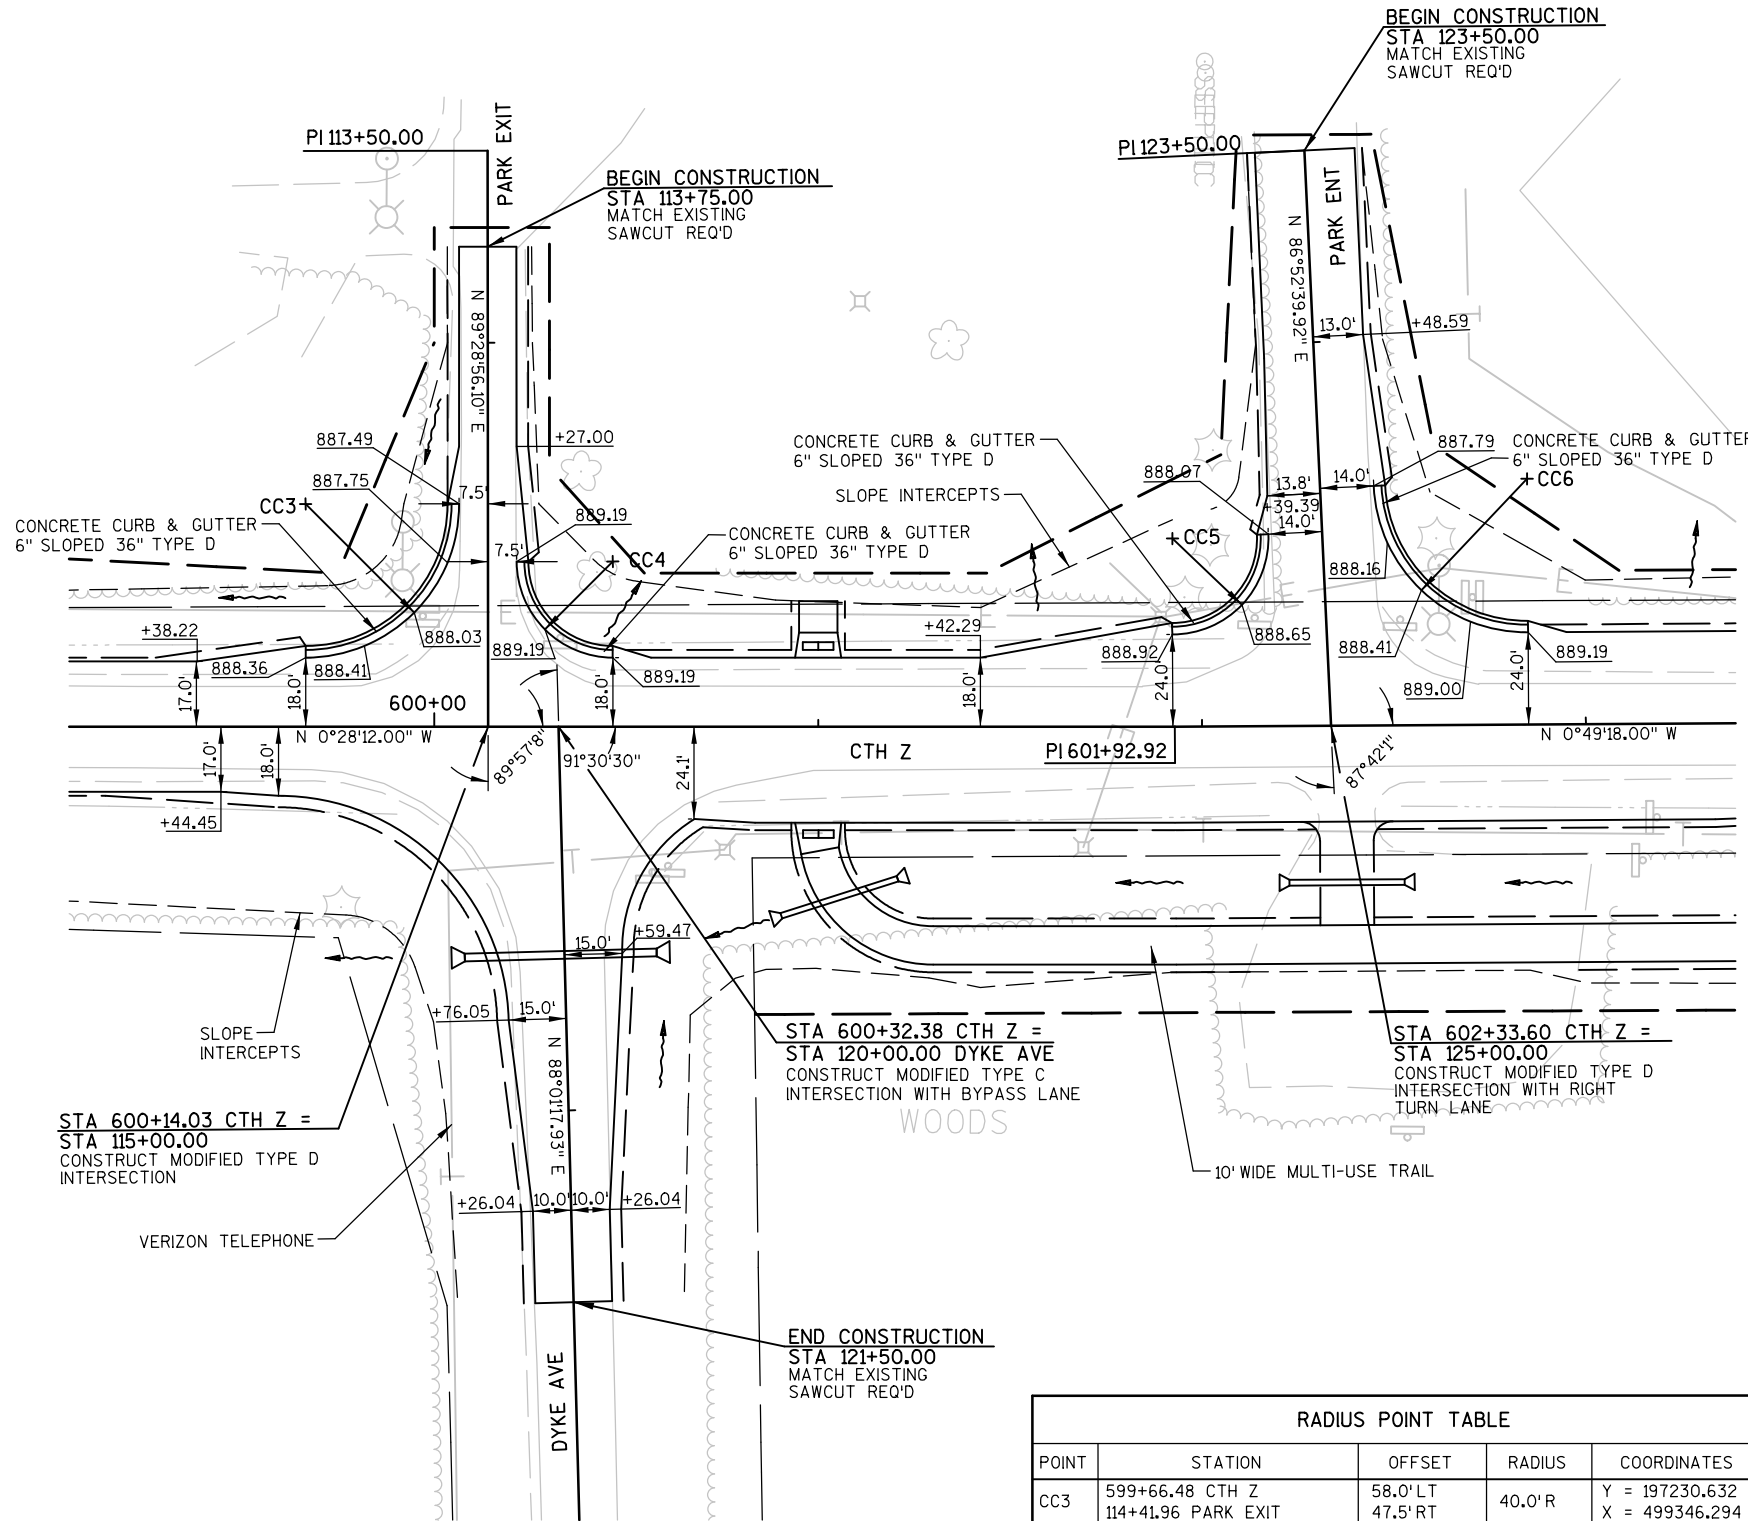 BEGIN CONSTRUCTION
STA 123+50.00
MATCH EXISTING
SAWCUT REQ'D
PI 113+50.00
PARK EXIT
BEGIN CONSTRUCTION
STA 113+75.00
MATCH EXISTING
SAWCUT REQ'D
PI 123+50.00
PARK ENT
N 86°52'39.92" E
13.0'
+48.59
N 89°28'56.10" E
887.49
887.75
CC3
7.5'
+27.00
889.19
7.5'
CC4
CONCRETE CURB & GUTTER
6" SLOPED 36" TYPE D
CONCRETE CURB & GUTTER
6" SLOPED 36" TYPE D
CONCRETE CURB & GUTTER
6" SLOPED 36" TYPE D
SLOPE INTERCEPTS
888.07
13.8'
+39.39
14.0'
14.0'
CC5
887.79
CONCRETE CURB & GUTTER
6" SLOPED 36" TYPE D
CC6
888.16
+38.22
888.03
888.36
888.41
17.0'
18.0'
889.19
889.19
18.0'
+42.29
18.0'
888.92
888.65
24.0'
888.41
889.00
889.19
24.0'
600+00
N 0°28'12.00" W
89°57'8"
91°30'30"
CTH Z
PI 601+92.92
87°42'1"
N 0°49'18.00" W
17.0'
18.0'
+44.45
24.1'
+59.47
15.0'
+76.05
15.0'
N 88°01'17.93" E
SLOPE
INTERCEPTS
STA 600+32.38 CTH Z =
STA 120+00.00 DYKE AVE
CONSTRUCT MODIFIED TYPE C
INTERSECTION WITH BYPASS LANE
STA 602+33.60 CTH Z =
STA 125+00.00
CONSTRUCT MODIFIED TYPE D
INTERSECTION WITH RIGHT
TURN LANE
WOODS
STA 600+14.03 CTH Z =
STA 115+00.00
CONSTRUCT MODIFIED TYPE D
INTERSECTION
10' WIDE MULTI-USE TRAIL
+26.04
10.0'
10.0'
+26.04
VERIZON TELEPHONE
END CONSTRUCTION
STA 121+50.00
MATCH EXISTING
SAWCUT REQ'D
DYKE AVE
RADIUS POINT TABLE
POINT STATION OFFSET RADIUS COORDINATES
CC3 599+66.48 CTH Z 58.0' LT 40.0' R Y = 197230.632
114+41.96 PARK EXIT 47.5' RT X = 499346.294